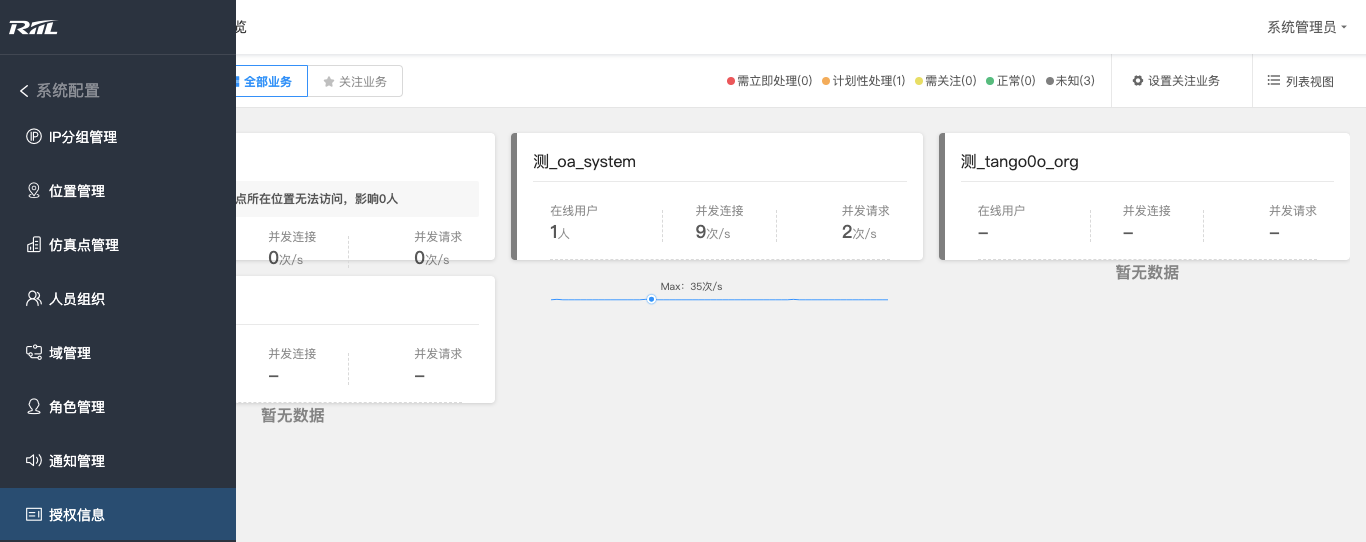 RIIL
览
系统管理员
系统配置
IP分组管理
位置管理
仿真点管理
人员组织
域管理
角色管理
通知管理
授权信息
全部业务
关注业务
需立即处理(0)
计划性处理(1)
需关注(0)
正常(0)
未知(3)
设置关注业务
列表视图
点所在位置无法访问，影响0人
并发连接
0次/s
并发请求
0次/s
测_oa_system
在线用户
1人
并发连接
9次/s
并发请求
2次/s
Max：35次/s
测_tango0o_org
在线用户
–
并发连接
–
并发请求
–
暂无数据
并发连接
–
并发请求
–
暂无数据